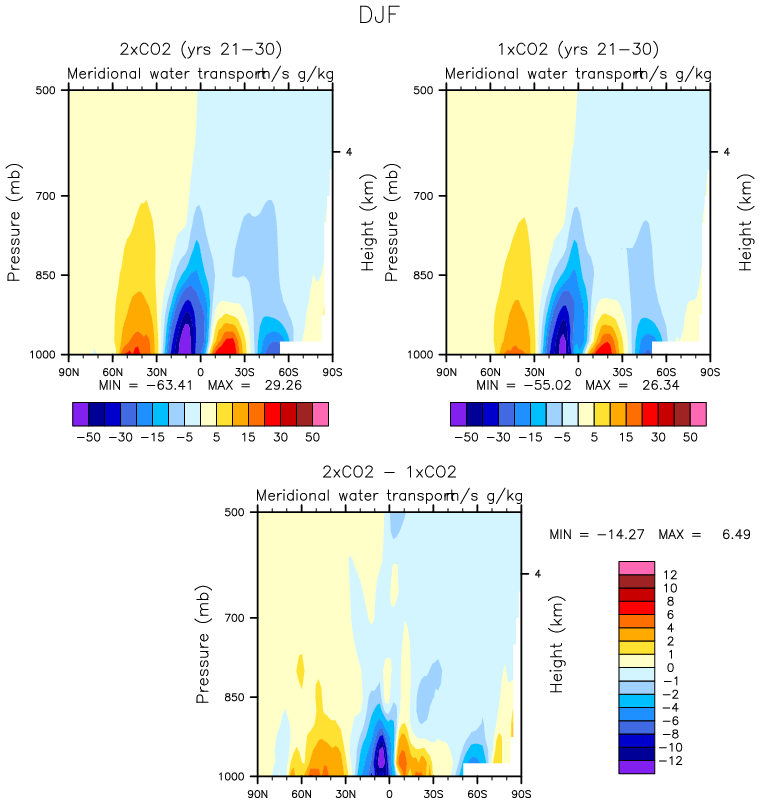 DJF
2xCO2 (yrs 21−30)
Meridional water transport m/s g/kg
500
700
850
1000
Pressure (mb)
4
Height (km)
90N 60N 30N 0 30S 60S 90S
MIN = −63.41 MAX = 29.26
−50 −30 −15 −5 5 15 30 50
1xCO2 (yrs 21−30)
Meridional water transport m/s g/kg
500
700
850
1000
Pressure (mb)
4
Height (km)
90N 60N 30N 0 30S 60S 90S
MIN = −55.02 MAX = 26.34
−50 −30 −15 −5 5 15 30 50
2xCO2 − 1xCO2
Meridional water transport m/s g/kg
500
700
850
1000
Pressure (mb)
4
Height (km)
90N 60N 30N 0 30S 60S 90S
MIN = −14.27 MAX = 6.49
12
10
8
6
4
2
1
0
−1
−2
−4
−6
−8
−10
−12